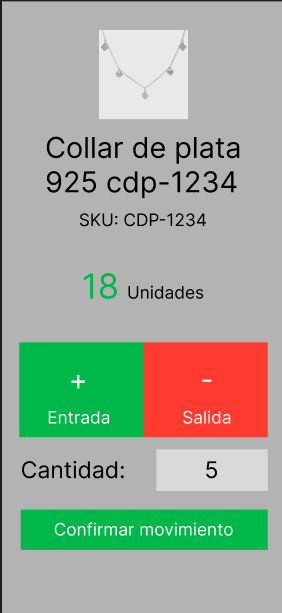 Collar de plata
925 cdp-1234
SKU: CDP-1234
18 Unidades
+ -
Entrada Salida
Cantidad: 5
Confirmar movimiento